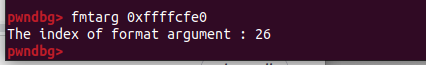 pwndbg> fmtarg 0xffffcfe0
The index of format argument : 26
pwndbg>